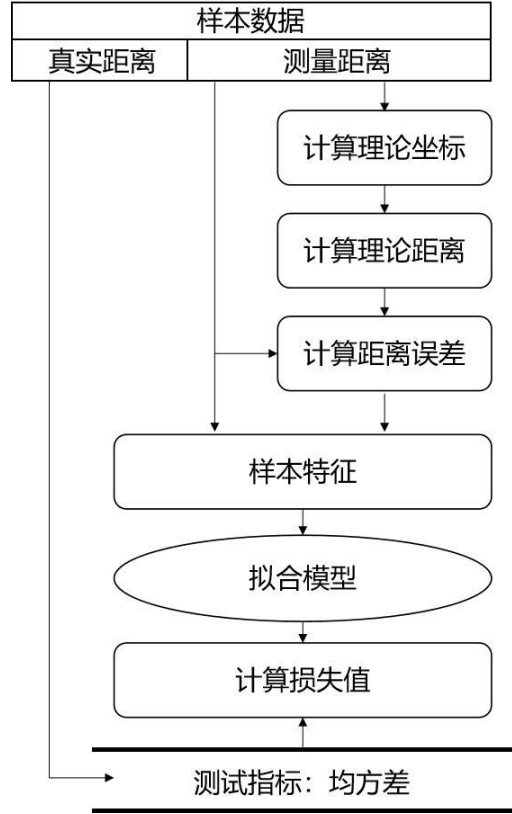 样本数据
真实距离
测量距离
计算理论坐标
计算理论距离
计算距离误差
样本特征
拟合模型
计算损失值
测试指标：均方差